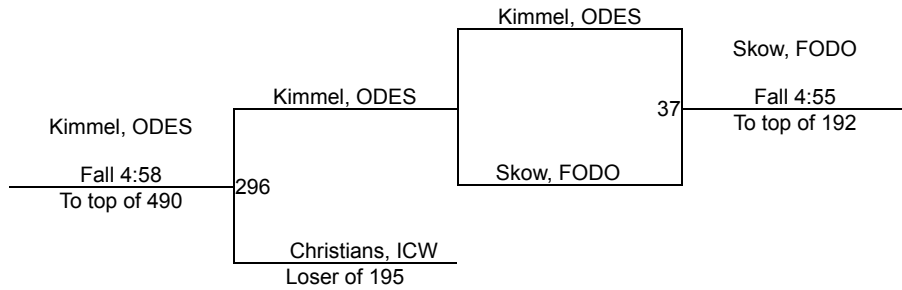 Kimmel, ODES
Skow, FODO
Kimmel, ODES
37
Fall 4:55
Kimmel, ODES
To top of 192
Fall 4:58
Skow, FODO
296
To top of 490
Christians, ICW
Loser of 195